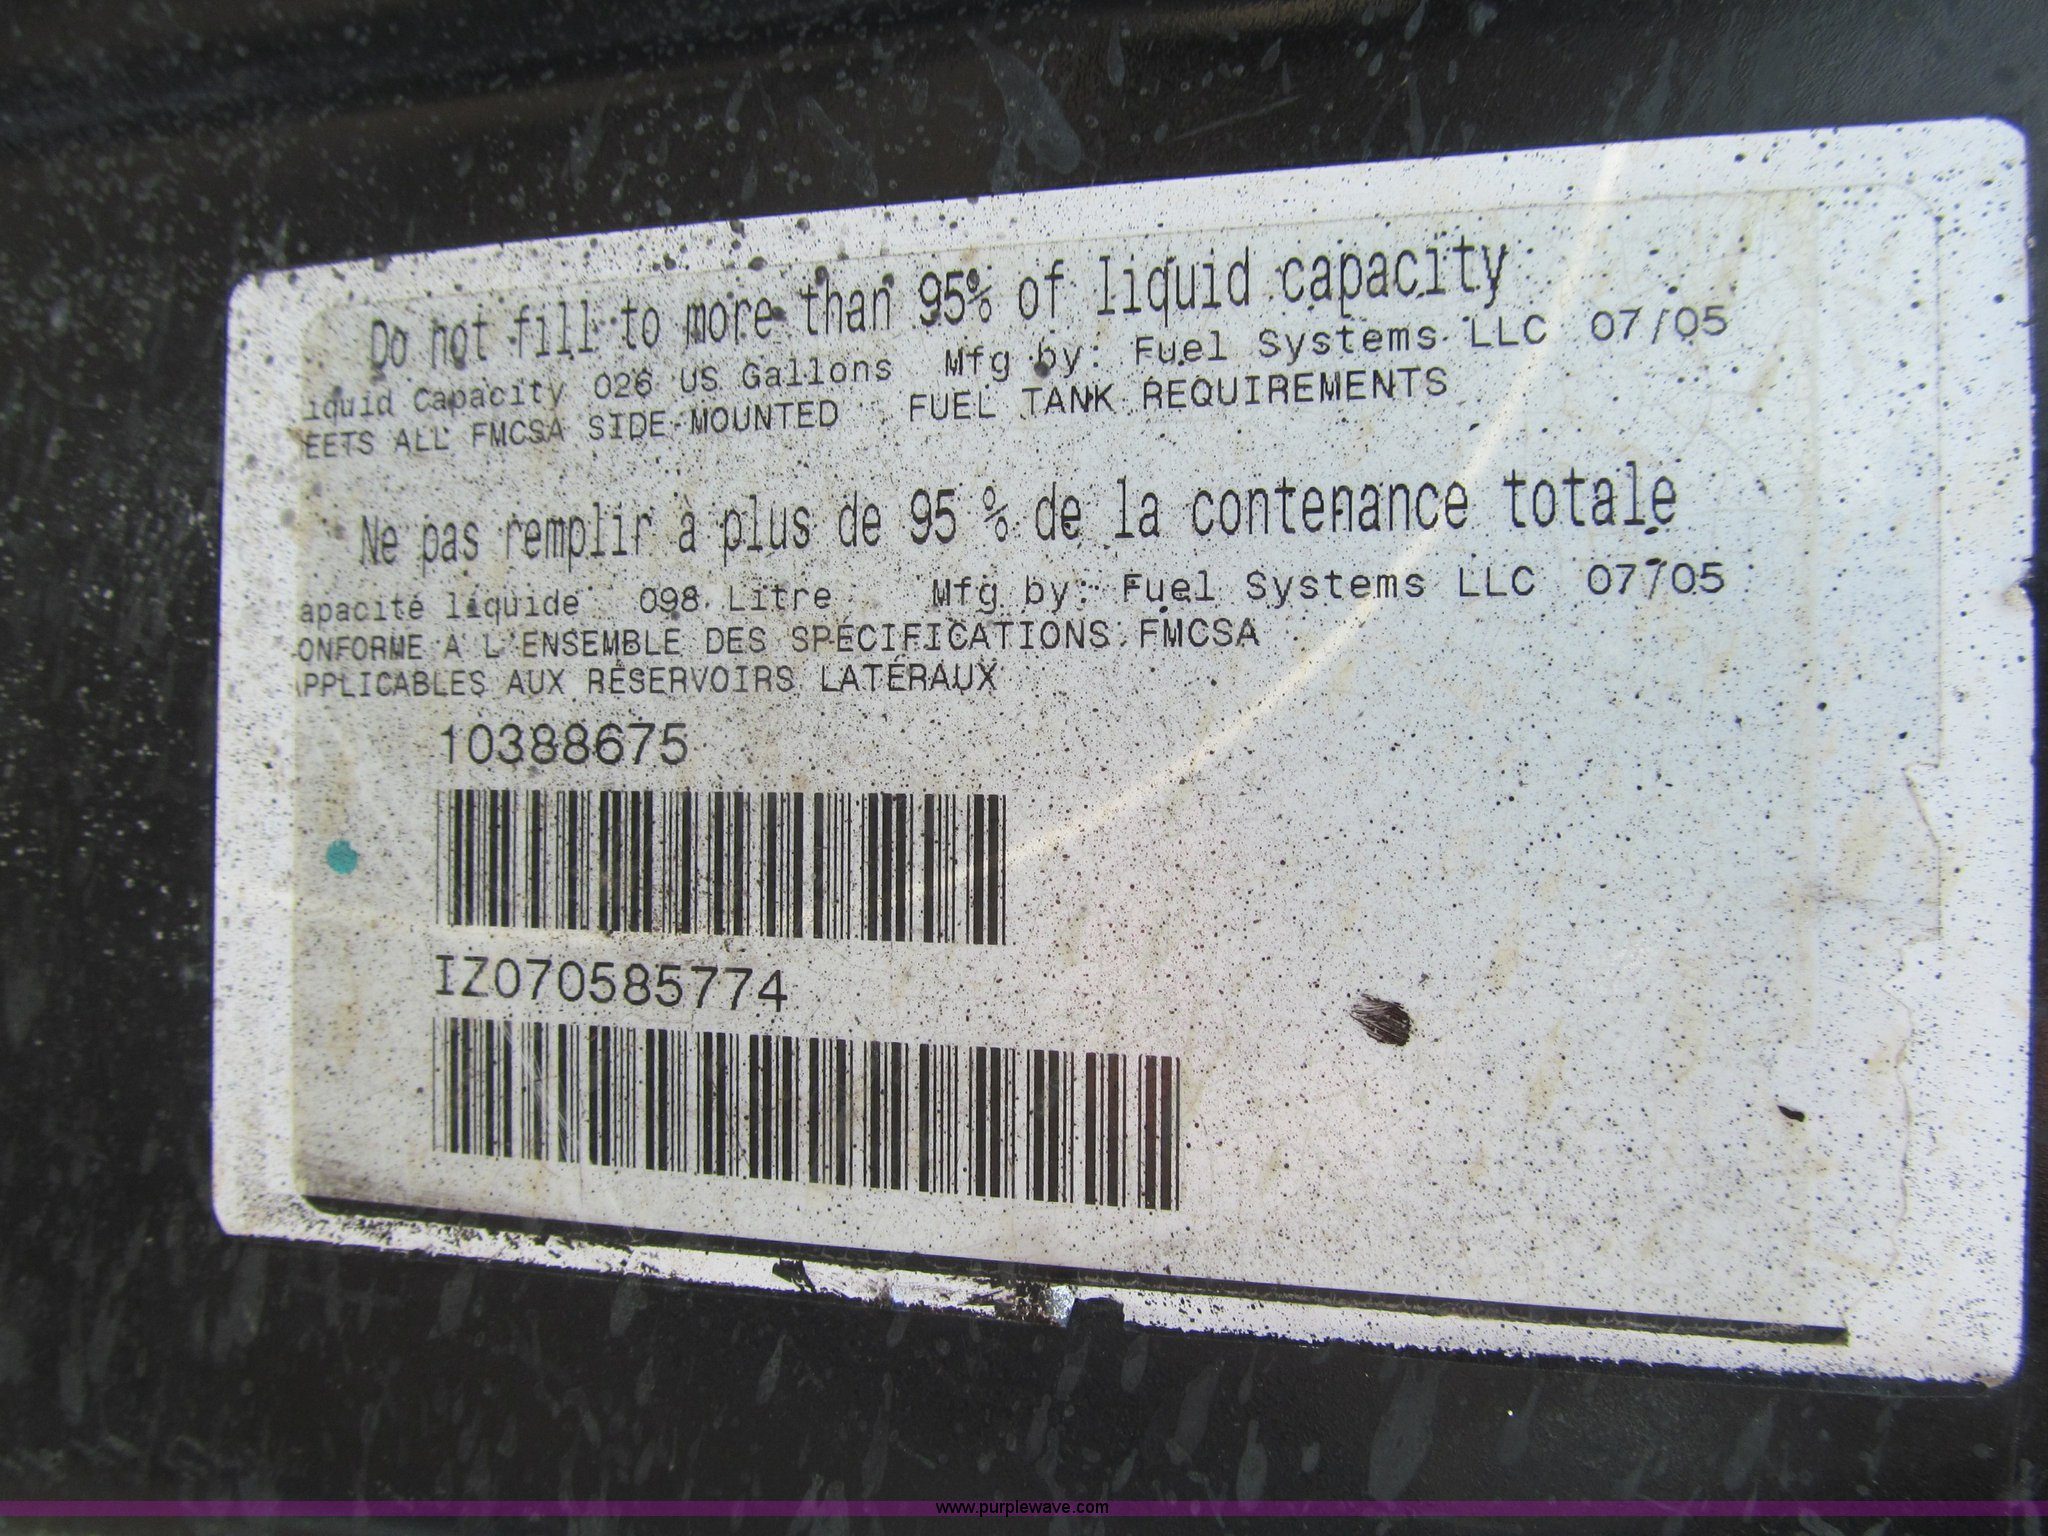 Do not fill to more than 95% of liquid capacity
iquid Capacity 026 US Gallons Mfg by: Fuel Systems LLC 07/05
EETS ALL FMCSA SIDE-MOUNTED FUEL TANK REQUIREMENTS
Ne pas remplir à plus de 95 % de la contenance totale
apacité liquide 098 Litre Mfg by: Fuel Systems LLC 07/05
ONFORME A L'ENSEMBLE DES SPÉCIFICATIONS FMCSA
APPLICABLES AUX RÉSERVOIRS LATÉRAUX
10388675
IZ070585774
www.purplewave.com